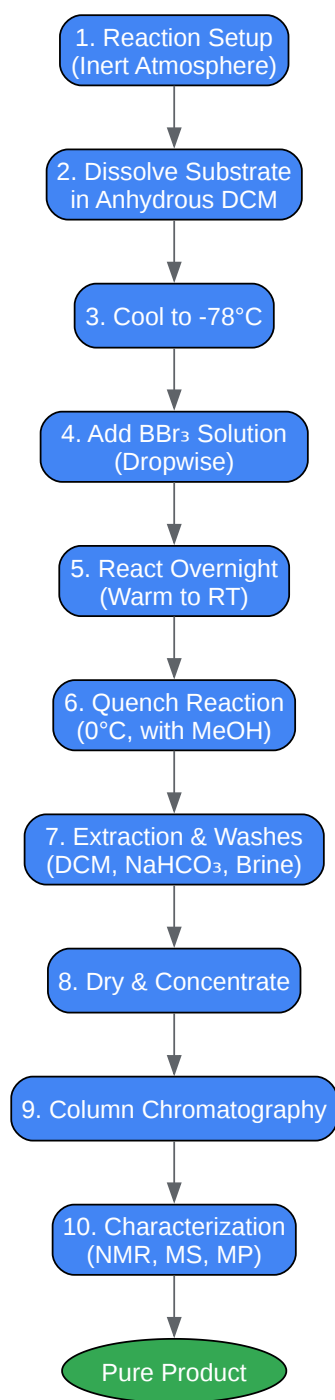 1. Reaction Setup
(Inert Atmosphere)
2. Dissolve Substrate
in Anhydrous DCM
3. Cool to -78°C
4. Add BBr₃ Solution
(Dropwise)
5. React Overnight
(Warm to RT)
6. Quench Reaction
(0°C, with MeOH)
7. Extraction & Washes
(DCM, NaHCO₃, Brine)
8. Dry & Concentrate
9. Column Chromatography
10. Characterization
(NMR, MS, MP)
Pure Product